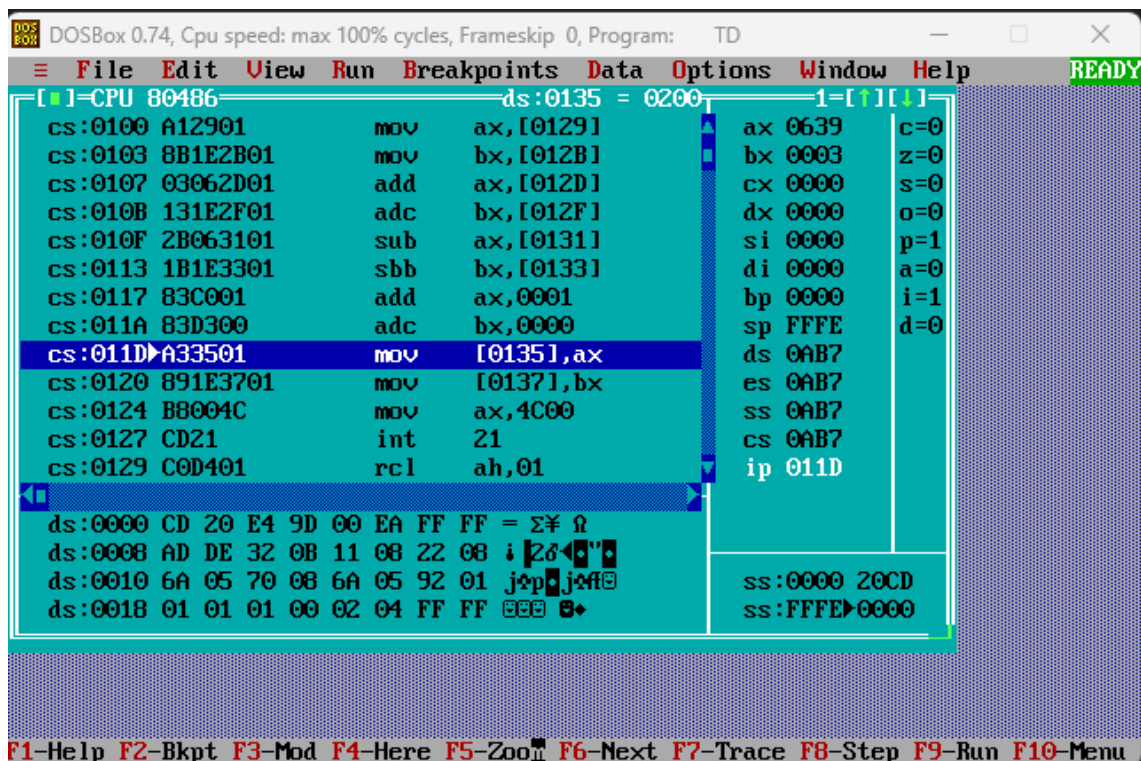 DOSBox 0.74, Cpu speed: max 100% cycles, Frameskip 0, Program: TD
≡ File Edit View Run Breakpoints Data Options Window Help READY
[■]=CPU 80486 ds:0135 = 0200 1=[↑][↓]
cs:0100 A12901 mov ax,[0129] ax 0639 c=0
cs:0103 8B1E2B01 mov bx,[012B] bx 0003 z=0
cs:0107 03062D01 add ax,[012D] cx 0000 s=0
cs:010B 131E2F01 adc bx,[012F] dx 0000 o=0
cs:010F 2B063101 sub ax,[0131] si 0000 p=1
cs:0113 1B1E3301 sbb bx,[0133] di 0000 a=0
cs:0117 83C001 add ax,0001 bp 0000 i=1
cs:011A 83D300 adc bx,0000 sp FFFE d=0
cs:011D►A33501 mov [0135],ax ds 0AB7
cs:0120 891E3701 mov [0137],bx es 0AB7
cs:0124 B8004C mov ax,4C00 ss 0AB7
cs:0127 CD21 int 21 cs 0AB7
cs:0129 C0D401 rcl ah,01 ip 011D
ds:0000 CD 20 E4 9D 00 EA FF FF = Σ¥ Ω
ds:0008 AD DE 32 0B 11 08 22 08 ¡ 2♂◄◘"◘
ds:0010 6A 05 70 08 6A 05 92 01 j♣p◘j♣Æ☺ ss:0000 20CD
ds:0018 01 01 01 00 02 04 FF FF ☺☺☺ ☻♦ ss:FFFE►0000
F1-Help F2-Bkpt F3-Mod F4-Here F5-Zoom F6-Next F7-Trace F8-Step F9-Run F10-Menu